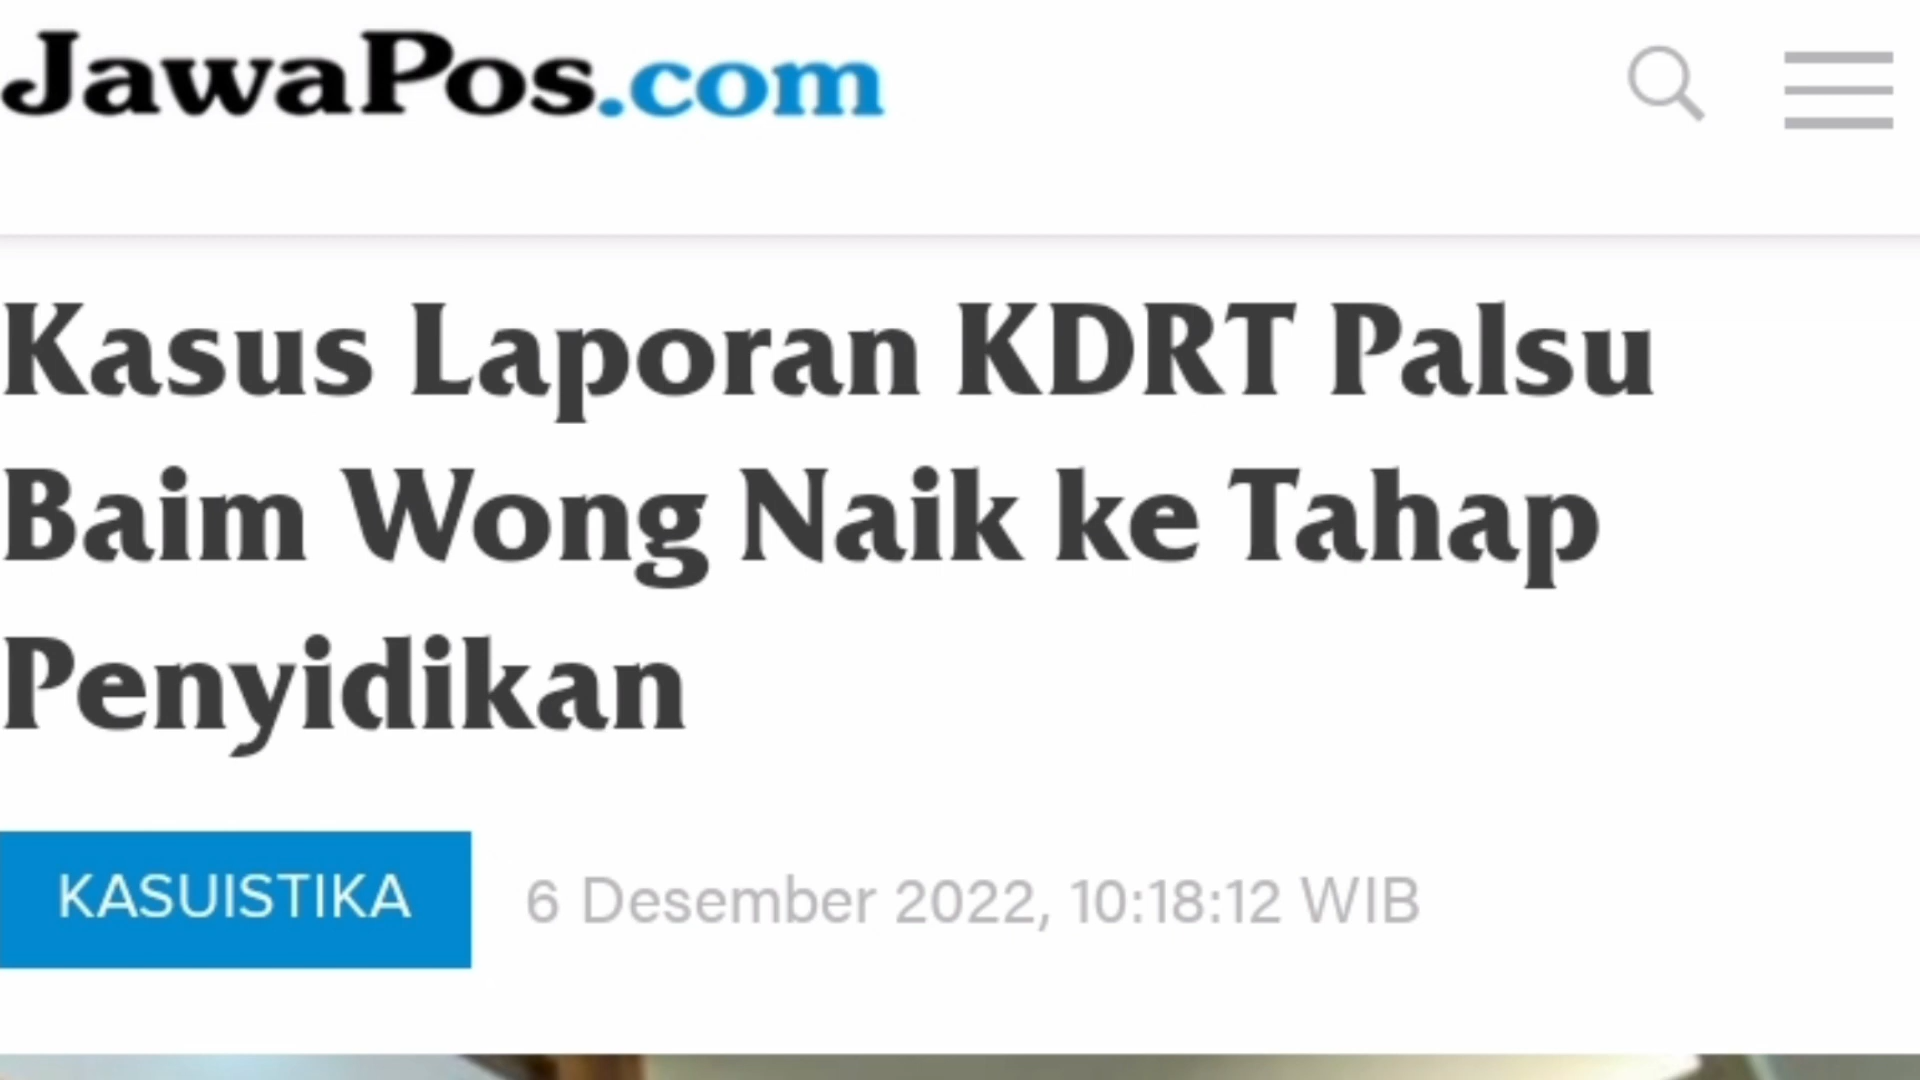 JawaPos.com
Kasus Laporan KDRT Palsu
Baim Wong Naik ke Tahap
Penyidikan
KASUISTIKA 6 Desember 2022, 10:18:12 WIB